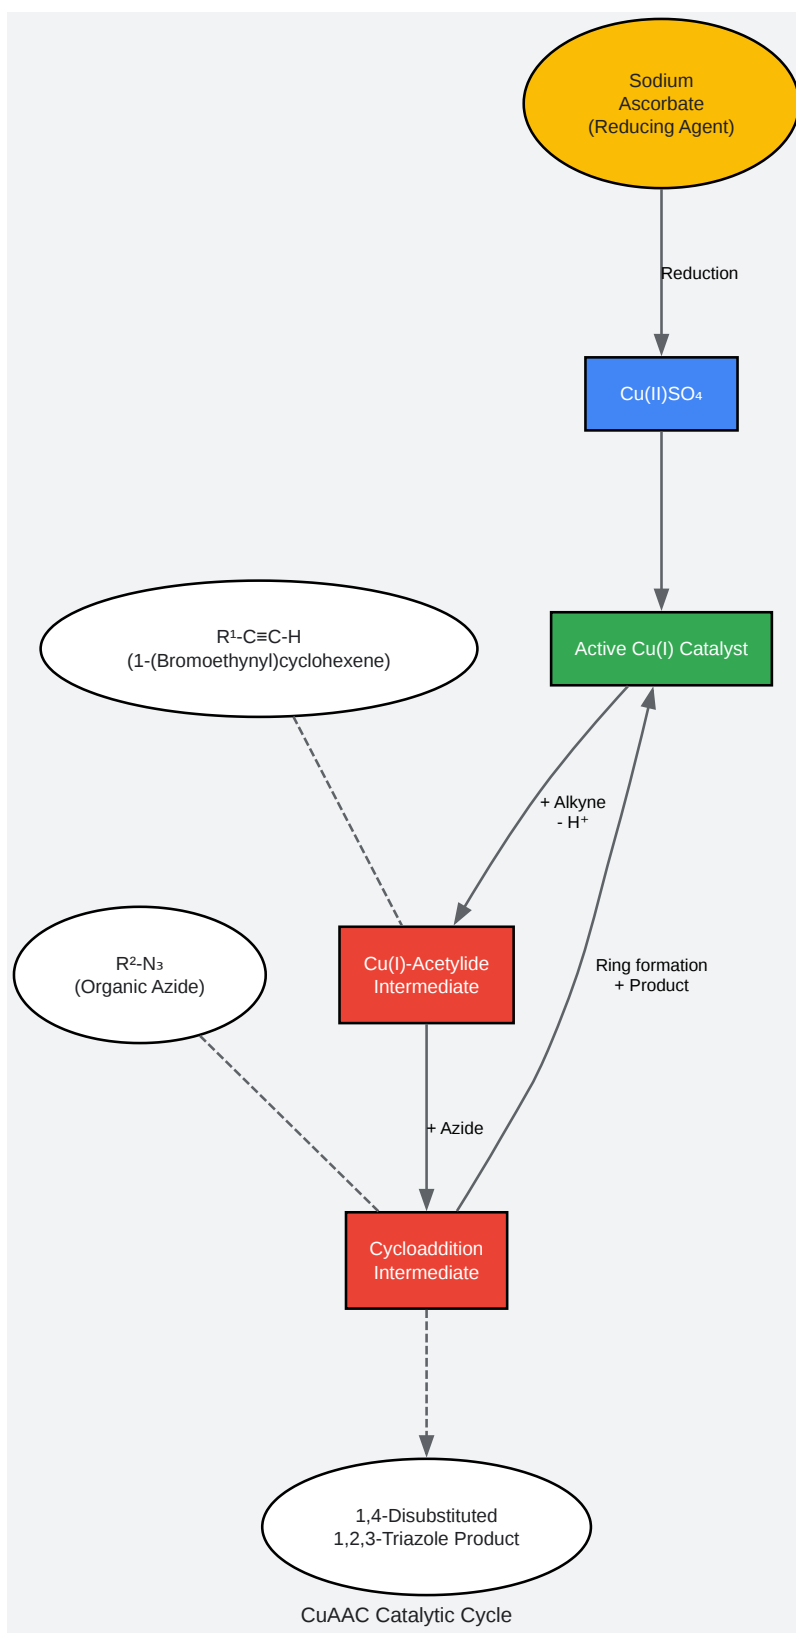 Sodium
Ascorbate
(Reducing Agent)
Reduction
Cu(II)SO₄
R¹-C≡C-H
(1-(Bromoethynyl)cyclohexene)
Active Cu(I) Catalyst
+ Alkyne
- H⁺
R²-N₃
(Organic Azide)
Cu(I)-Acetylide
Intermediate
Ring formation
+ Product
+ Azide
Cycloaddition
Intermediate
1,4-Disubstituted
1,2,3-Triazole Product
CuAAC Catalytic Cycle